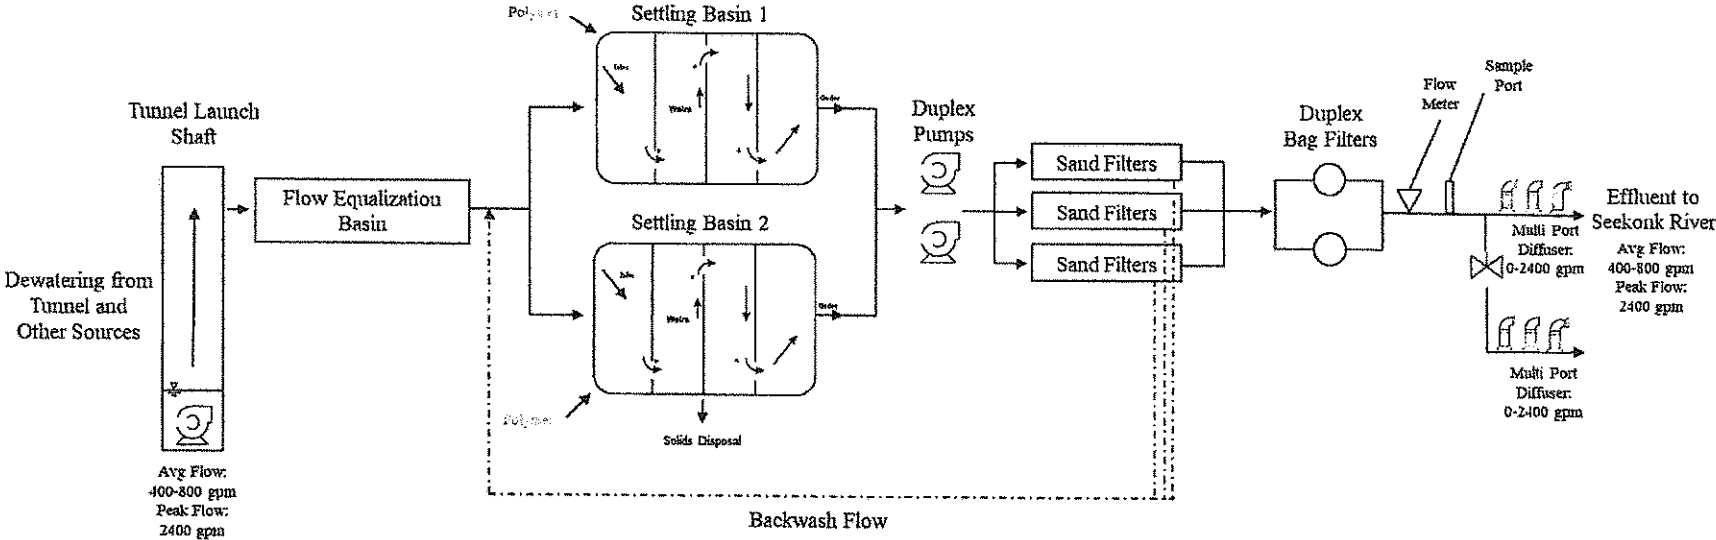 Settling Basin 1
Tunnel Launch
Shaft
Flow Equalization
Basin
Dewatering from
Tunnel and
Other Sources
Avg Flow:
400-800 gpm
Peak Flow:
2400 gpm
Weirs
Settling Basin 2
Weirs
Polymer
Solids Disposal
Backwash Flow
Duplex
Pumps
Sand Filters
Sand Filters
Sand Filters
Duplex
Bag Filters
Flow
Meter
Sample
Port
Multi Port
Diffuser:
0-2400 gpm
Effluent to
Seekonk River
Avg Flow:
400-800 gpm
Peak Flow:
2400 gpm
Multi Port
Diffuser:
0-2400 gpm